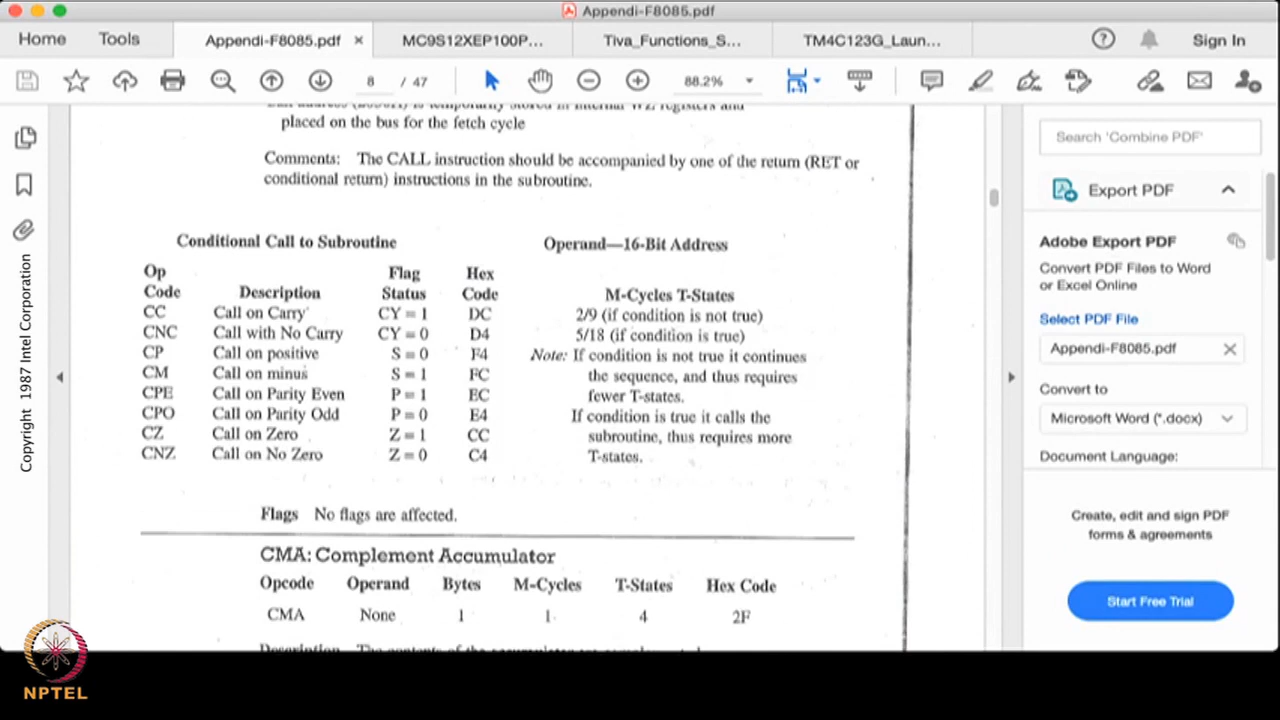 Appendi-F8085.pdf
Home Tools Appendi-F8085.pdf × MC9S12XEP100P... Tiva_Functions_S... TM4C123G_Laun... Sign In
8 / 47 88.2%
placed on the bus for the fetch cycle
Comments: The CALL instruction should be accompanied by one of the return (RET or
conditional return) instructions in the subroutine.
Conditional Call to Subroutine Operand—16-Bit Address
Op Flag Hex
Code Description Status Code M-Cycles T-States
CC Call on Carry CY = 1 DC 2/9 (if condition is not true)
CNC Call with No Carry CY = 0 D4 5/18 (if condition is true)
CP Call on positive S = 0 F4 Note: If condition is not true it continues
CM Call on minus S = 1 FC the sequence, and thus requires
CPE Call on Parity Even P = 1 EC fewer T-states.
CPO Call on Parity Odd P = 0 E4 If condition is true it calls the
CZ Call on Zero Z = 1 CC subroutine, thus requires more
CNZ Call on No Zero Z = 0 C4 T-states.
Flags No flags are affected.
CMA: Complement Accumulator
Opcode Operand Bytes M-Cycles T-States Hex Code
CMA None 1 1 4 2F
Copyright 1987 Intel Corporation
Search 'Combine PDF'
Export PDF
Adobe Export PDF
Convert PDF Files to Word
or Excel Online
Select PDF File
Appendi-F8085.pdf
Convert to
Microsoft Word (*.docx)
Document Language:
Create, edit and sign PDF
forms & agreements
Start Free Trial
NPTEL